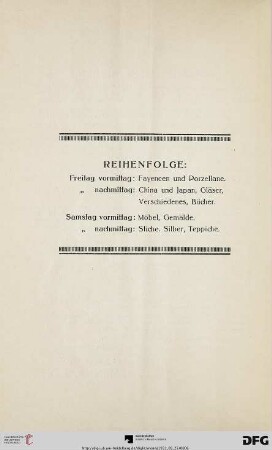 REIHENFOLGE:
Freitag vormittag: Fayencen und Porzellane.
„ nachmittag: China und Japan, Gläser,
Verschiedenes, Bücher.
Samstag vormittag: Möbel, Gemälde.
„ nachmittag: Stiche, Silber, Teppiche.
DFG